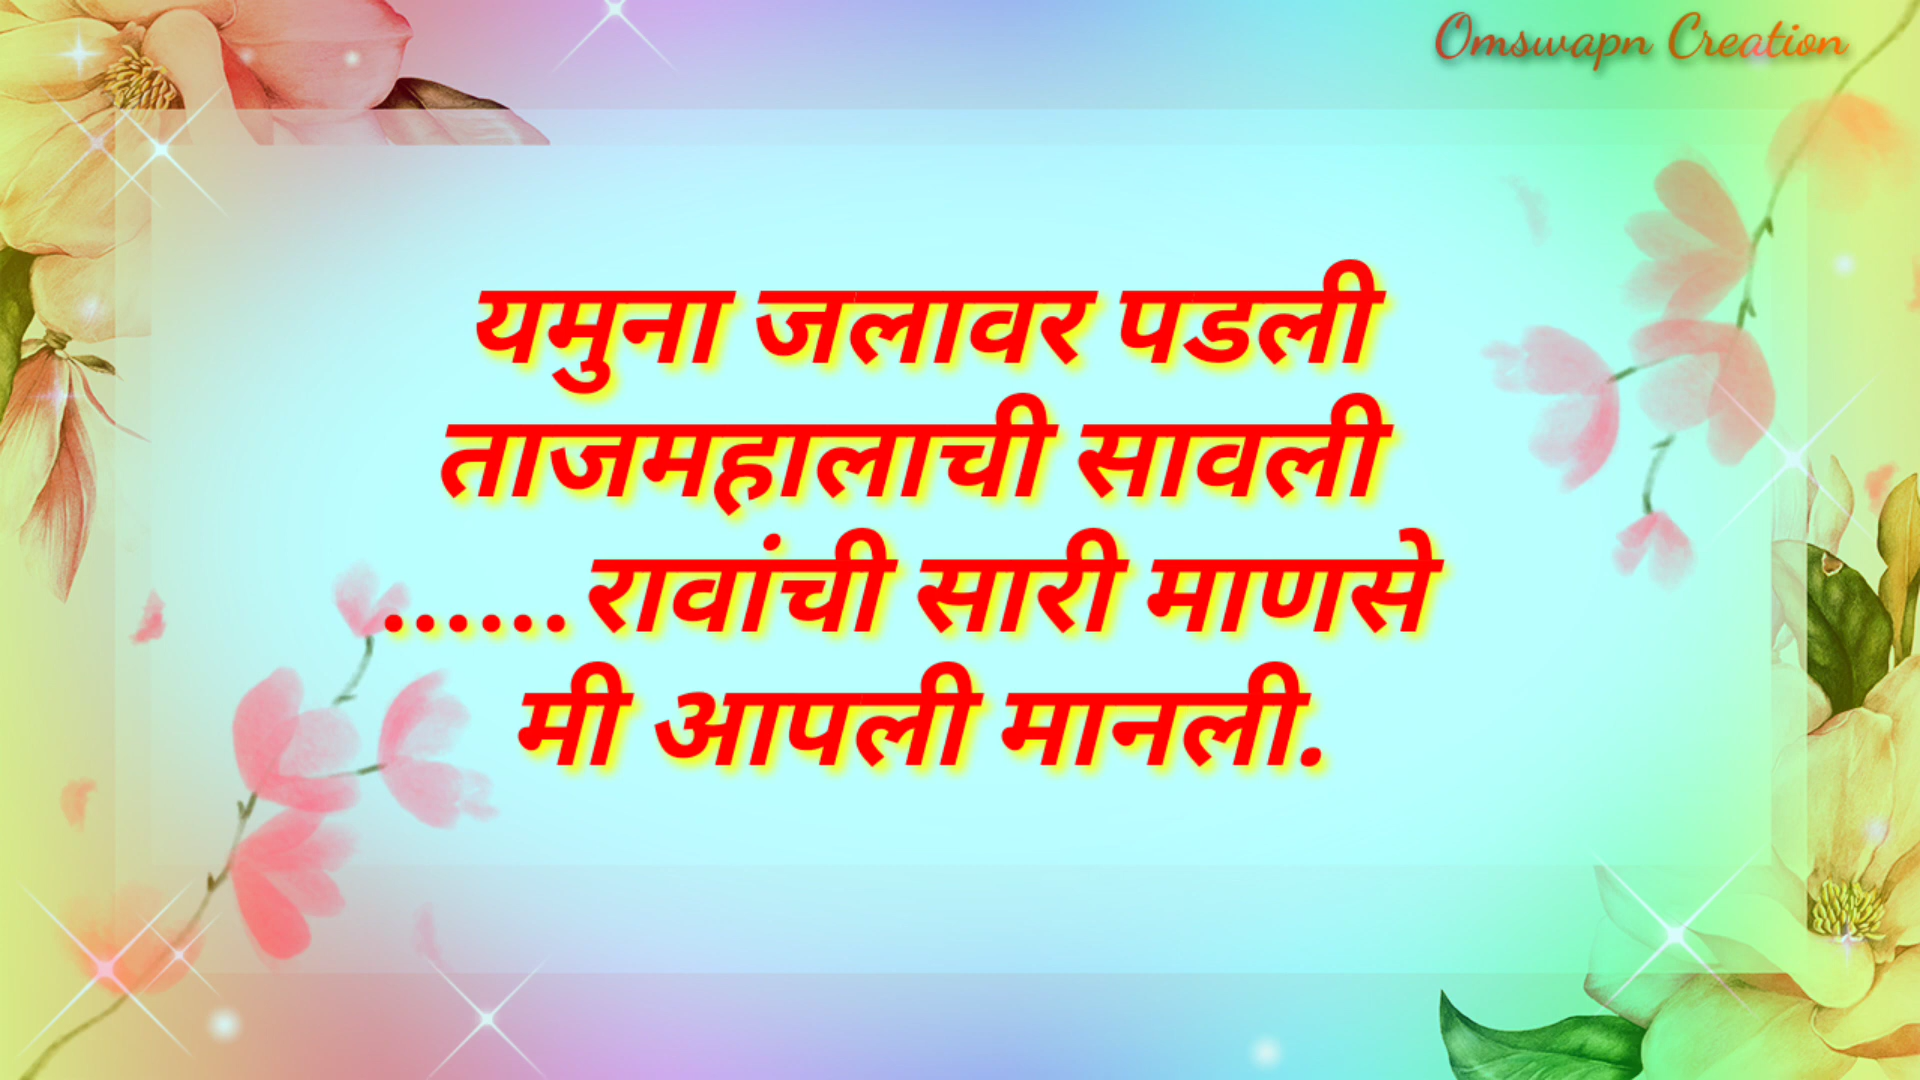 Omswapn Creation
यमुना जलावर पडली
ताजमहालाची सावली
......रावांची सारी माणसे
मी आपली मानली.